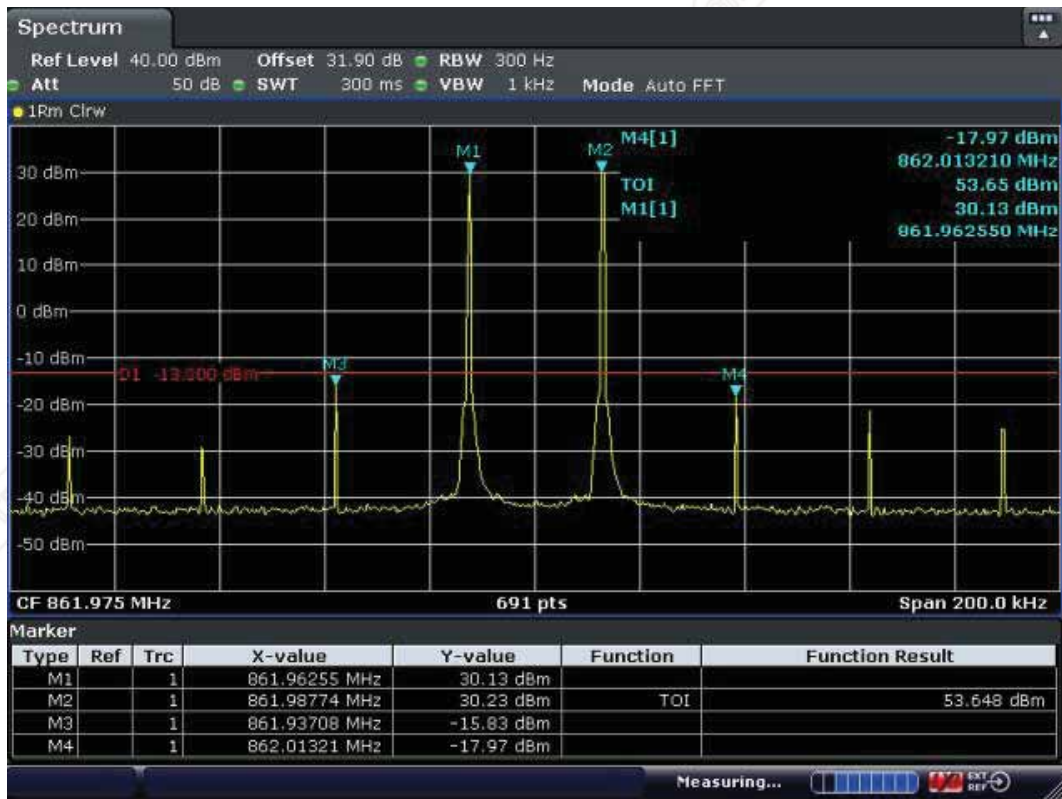 Spectrum
Ref Level 40.00 dBm Offset 31.90 dB RBW 300 Hz
Att 50 dB SWT 300 ms VBW 1 kHz Mode Auto FFT
1Rm Clrw
M1 M2 M4[1] -17.97 dBm
862.013210 MHz
30 dBm
TOI 53.65 dBm
M1[1] 30.13 dBm
20 dBm
861.962550 MHz
10 dBm
0 dBm
-10 dBm
M3
D1 -13.000 dBm
M4
-20 dBm
-30 dBm
-40 dBm
-50 dBm
CF 861.975 MHz 691 pts Span 200.0 kHz
Marker
Type Ref Trc X-value Y-value Function Function Result
M1 1 861.96255 MHz 30.13 dBm
M2 1 861.98774 MHz 30.23 dBm TOI 53.648 dBm
M3 1 861.93708 MHz -15.83 dBm
M4 1 862.01321 MHz -17.97 dBm
Measuring... EXT REF